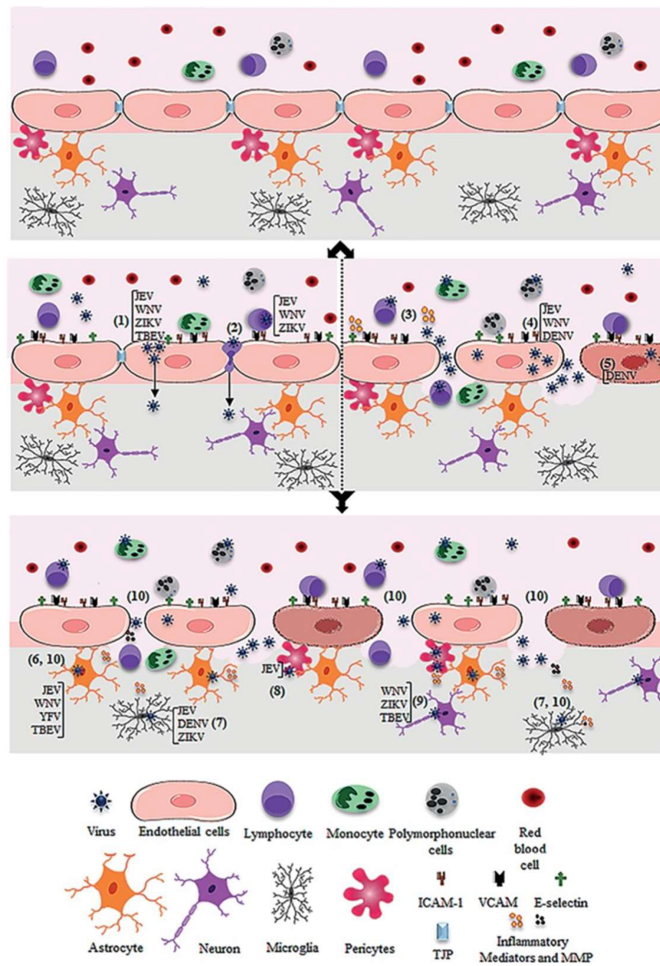 (1)
JEV
WNV
ZIKV
TBEV
(2)
JEV
WNV
ZIKV
(3)
(4)
JEV
WNV
DENV
(5)
DENV
(10)
(10)
(10)
(6, 10)
JEV
WNV
YFV
TBEV
JEV
DENV
ZIKV
(7)
JEV
(8)
WNV
ZIKV
TBEV
(9)
(7, 10)
Virus
Endothelial cells
Lymphocyte
Monocyte
Polymorphonuclear
cells
Red
blood
cell
ICAM-1
VCAM
E-selectin
Astrocyte
Neuron
Microglia
Pericytes
TJP
Inflammatory
Mediators and MMP